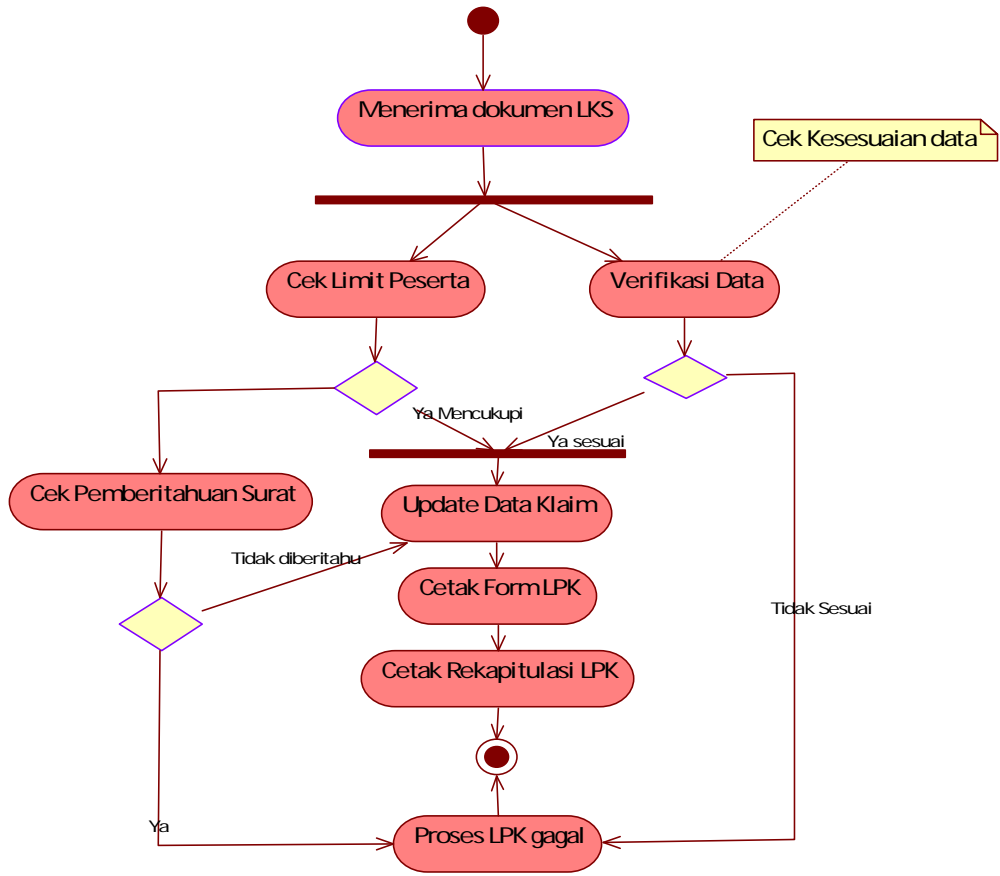 Menerima dokumen LKS
Cek Kesesuaian data
Cek Limit Peserta
Verifikasi Data
Ya Mencukupi
Ya sesuai
Cek Pemberitahuan Surat
Update Data Klaim
Tidak diberitahu
Cetak Form LPK
Tidak Sesuai
Cetak Rekapitulasi LPK
Ya
Proses LPK gagal